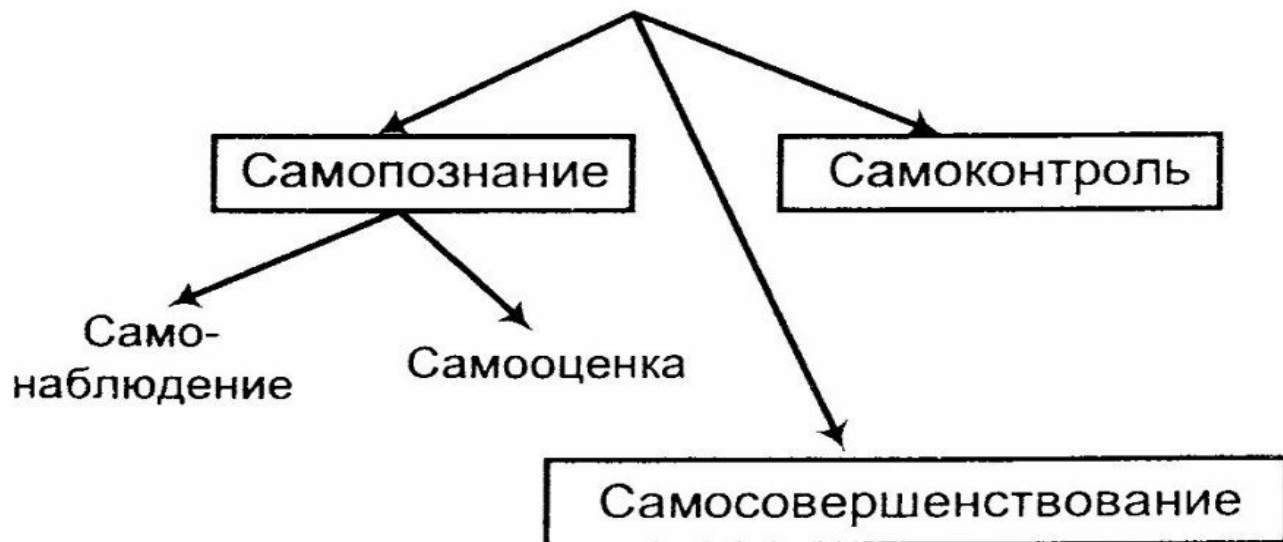 Самопознание
Самоконтроль
Само-
наблюдение
Самооценка
Самосовершенствование